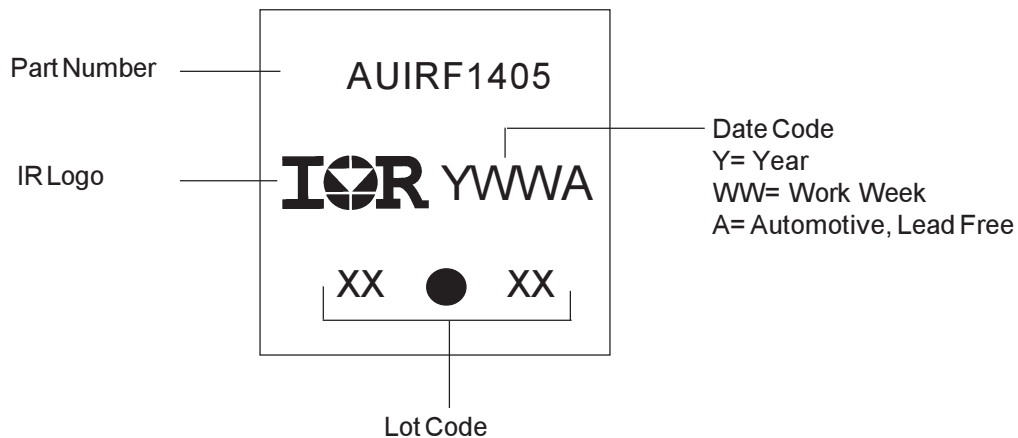 Part Number
AUIRF1405
IR Logo
IOR YWWA
Date Code
Y= Year
WW= Work Week
A= Automotive, Lead Free
XX XX
Lot Code